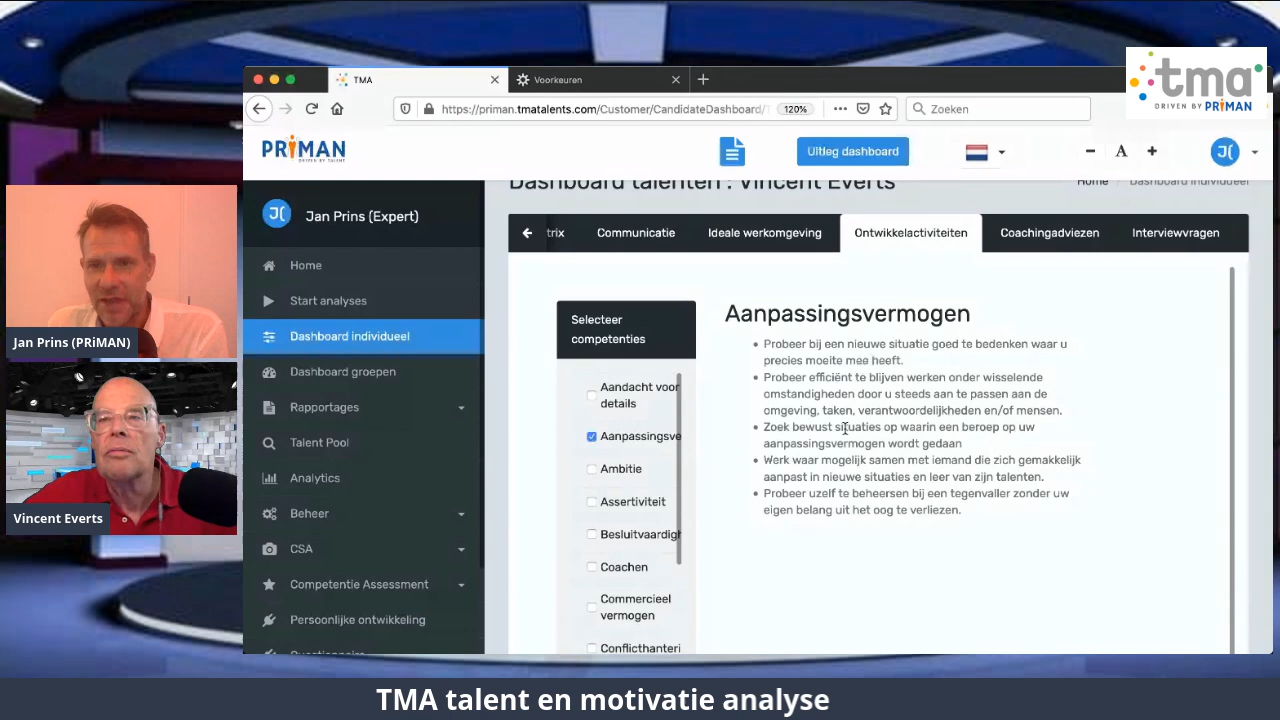 TMA
Voorkeuren
tma
DRIVEN BY PRiMAN
https://priman.tmatalents.com/Customer/CandidateDashboard/
120%
Zoeken
PRiMAN
DRIVEN BY TALENT
Uitleg dashboard
A
J(
J(
Jan Prins (Expert)
Dashboard talenten : Vincent Everts
Home
Dashboard individueel
trix
Communicatie
Ideale werkomgeving
Ontwikkelactiviteiten
Coachingadviezen
Interviewvragen
Home
Start analyses
Dashboard individueel
Dashboard groepen
Rapportages
Talent Pool
Analytics
Beheer
CSA
Competentie Assessment
Persoonlijke ontwikkeling
Selecteer
competenties
Aandacht voor
details
Aanpassingsve
Ambitie
Assertiviteit
Besluitvaardigh
Coachen
Commercieel
vermogen
Conflicthanteri
Aanpassingsvermogen
Probeer bij een nieuwe situatie goed te bedenken waar u
precies moeite mee heeft.
Probeer efficiënt te blijven werken onder wisselende
omstandigheden door u steeds aan te passen aan de
omgeving, taken, verantwoordelijkheden en/of mensen.
Zoek bewust situaties op waarin een beroep op uw
aanpassingsvermogen wordt gedaan
Werk waar mogelijk samen met iemand die zich gemakkelijk
aanpast in nieuwe situaties en leer van zijn talenten.
Probeer uzelf te beheersen bij een tegenvaller zonder uw
eigen belang uit het oog te verliezen.
Jan Prins (PRiMAN)
Vincent Everts
TMA talent en motivatie analyse